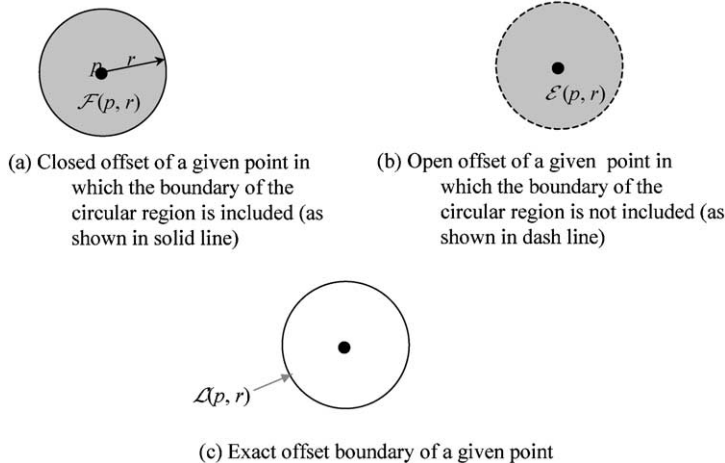 p r
𝓕(p, r)
𝓔(p, r)
(a) Closed offset of a given point in
which the boundary of the
circular region is included (as
shown in solid line)
(b) Open offset of a given point in
which the boundary of the
circular region is not included (as
shown in dash line)
𝓛(p, r)
(c) Exact offset boundary of a given point